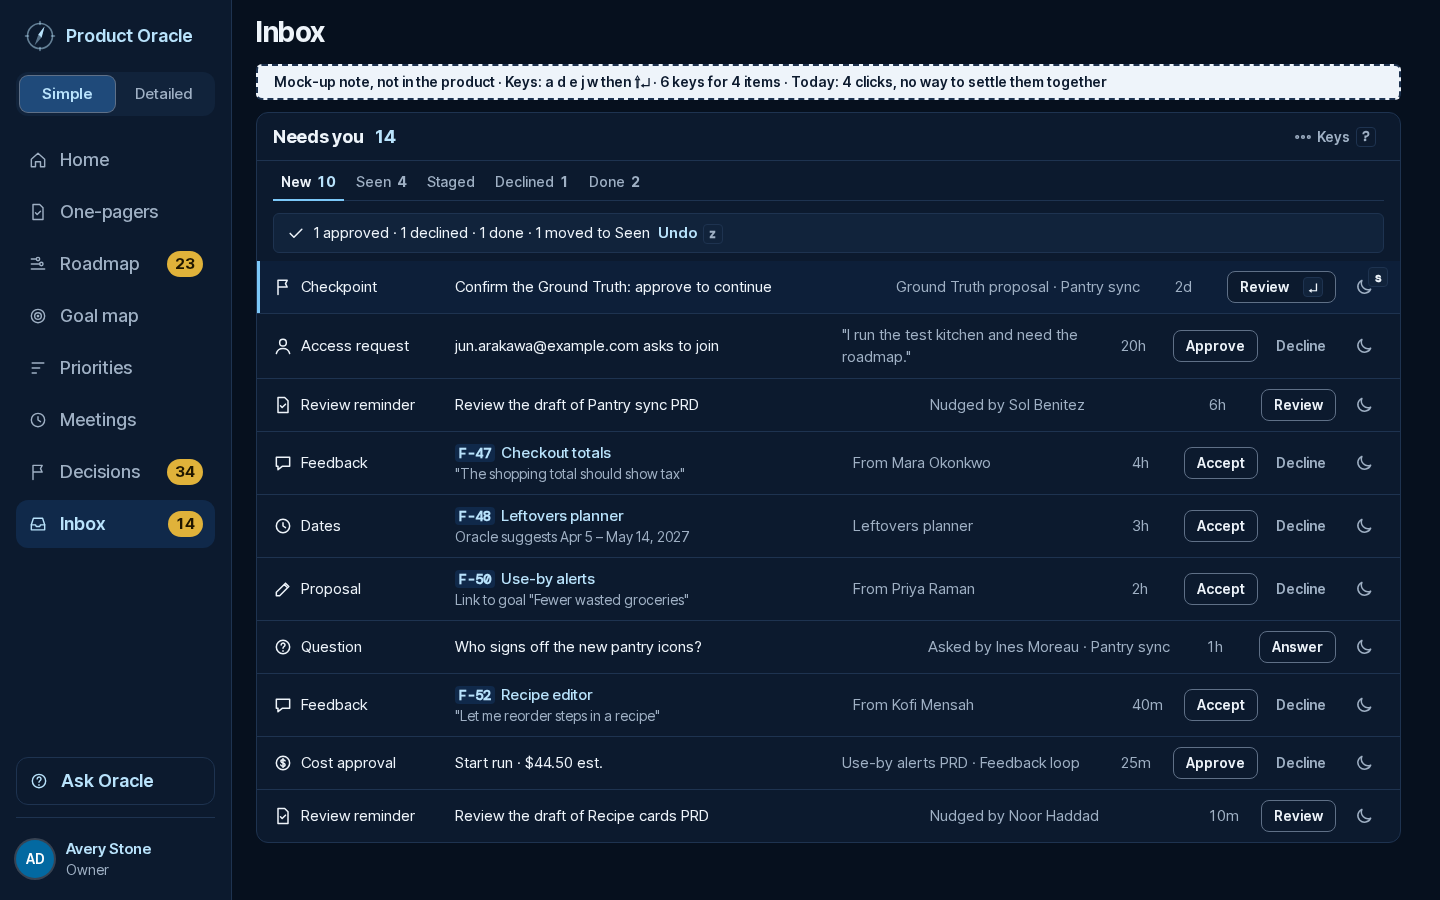 Product Oracle
Simple Detailed
Home
One-pagers
Roadmap 23
Goal map
Priorities
Meetings
Decisions 34
Inbox 14
Ask Oracle
AD Avery Stone
Owner
Inbox
Mock-up note, not in the product · Keys: a d e j w then ⇧↵ · 6 keys for 4 items · Today: 4 clicks, no way to settle them together
Needs you 14 ••• Keys ?
New 10 Seen 4 Staged Declined 1 Done 2
1 approved · 1 declined · 1 done · 1 moved to Seen Undo z
Checkpoint Confirm the Ground Truth: approve to continue Ground Truth proposal · Pantry sync 2d Review ↵ s
Access request jun.arakawa@example.com asks to join "I run the test kitchen and need the
roadmap." 20h Approve Decline
Review reminder Review the draft of Pantry sync PRD Nudged by Sol Benitez 6h Review
Feedback F-47 Checkout totals From Mara Okonkwo 4h Accept Decline
"The shopping total should show tax"
Dates F-48 Leftovers planner Leftovers planner 3h Accept Decline
Oracle suggests Apr 5 – May 14, 2027
Proposal F-50 Use-by alerts From Priya Raman 2h Accept Decline
Link to goal "Fewer wasted groceries"
Question Who signs off the new pantry icons? Asked by Ines Moreau · Pantry sync 1h Answer
Feedback F-52 Recipe editor From Kofi Mensah 40m Accept Decline
"Let me reorder steps in a recipe"
Cost approval Start run · $44.50 est. Use-by alerts PRD · Feedback loop 25m Approve Decline
Review reminder Review the draft of Recipe cards PRD Nudged by Noor Haddad 10m Review